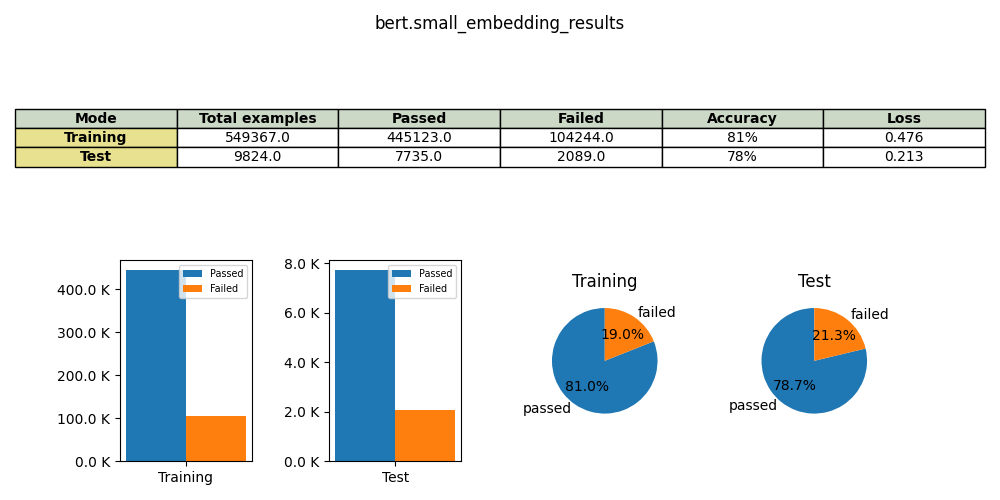 bert.small_embedding_results
Mode Total examples Passed Failed Accuracy Loss
Training 549367.0 445123.0 104244.0 81% 0.476
Test 9824.0 7735.0 2089.0 78% 0.213
400.0 K
300.0 K
200.0 K
100.0 K
0.0 K
Passed
Failed
Training
8.0 K
6.0 K
4.0 K
2.0 K
0.0 K
Passed
Failed
Test
Training
failed
19.0%
81.0%
passed
Test
failed
21.3%
78.7%
passed